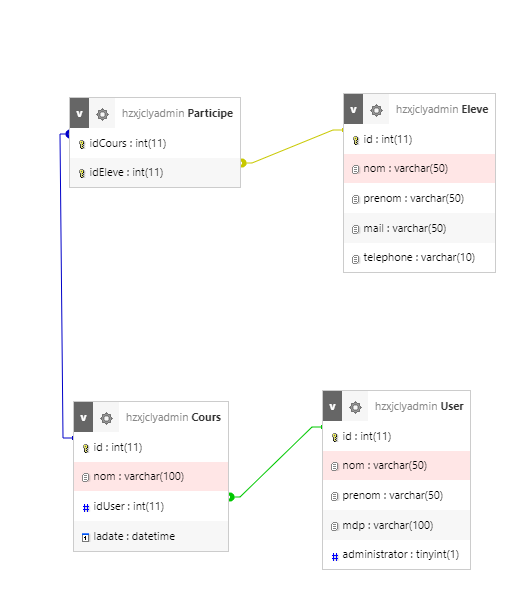 v hzxjclyadmin Participe
idCours : int(11)
idEleve : int(11)
v hzxjclyadmin Eleve
id : int(11)
nom : varchar(50)
prenom : varchar(50)
mail : varchar(50)
telephone : varchar(10)
v hzxjclyadmin Cours
id : int(11)
nom : varchar(100)
# idUser : int(11)
ladate : datetime
v hzxjclyadmin User
id : int(11)
nom : varchar(50)
prenom : varchar(50)
mdp : varchar(100)
# administrator : tinyint(1)